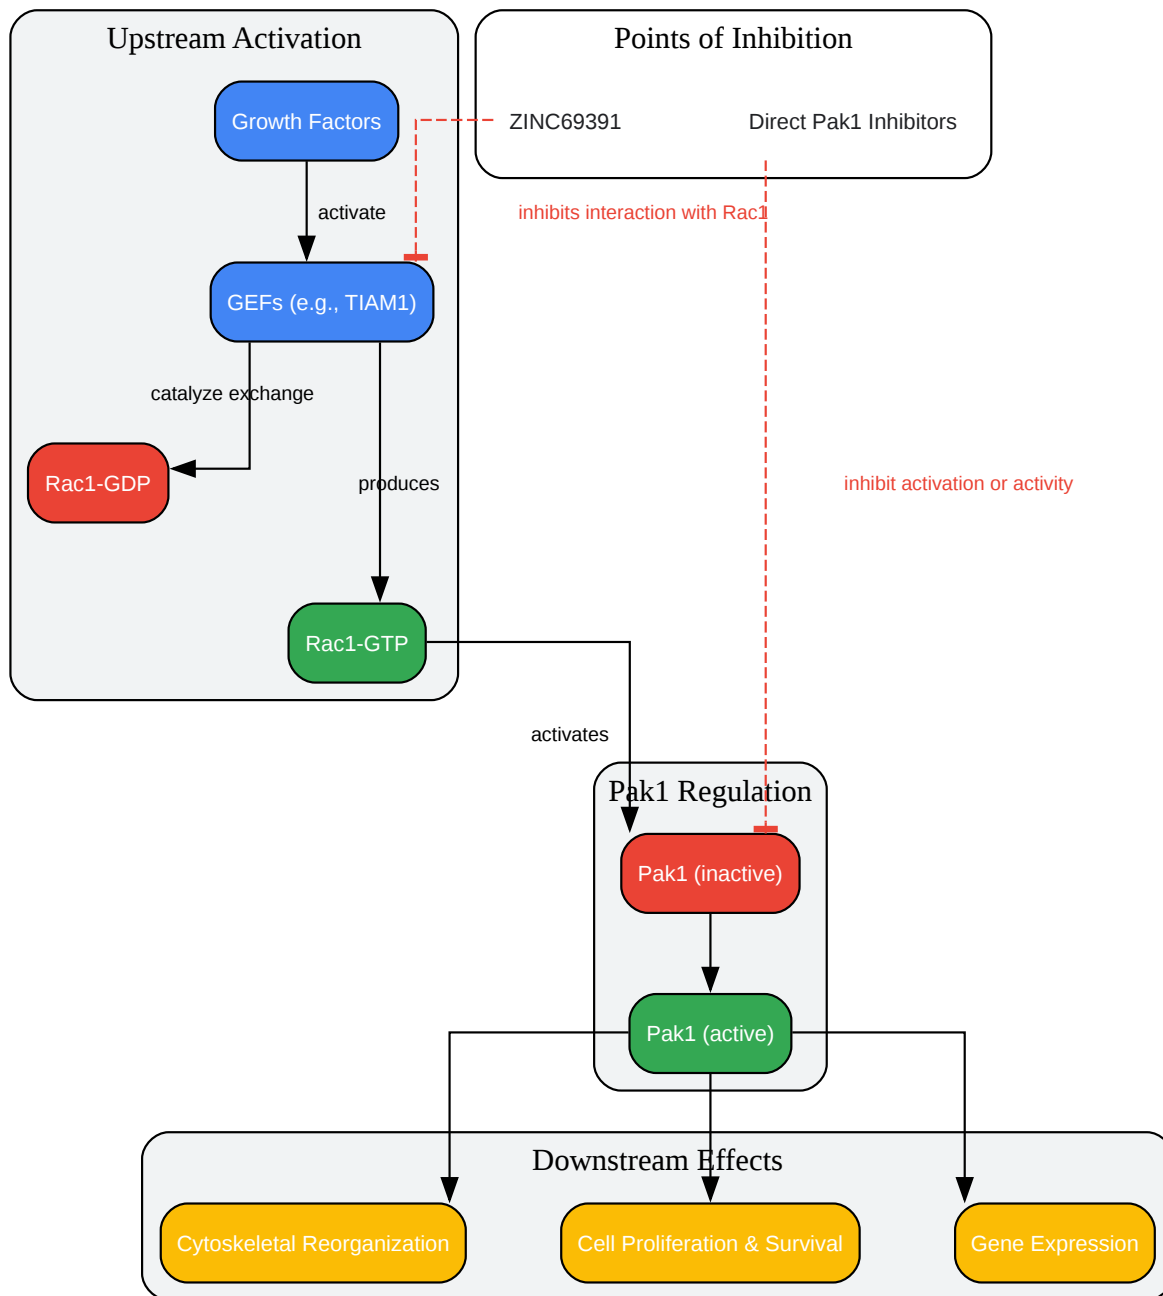 Upstream Activation
Points of Inhibition
Growth Factors
ZINC69391
Direct Pak1 Inhibitors
activate
inhibits interaction with Rac1
GEFs (e.g., TIAM1)
catalyze exchange
Rac1-GDP
produces
inhibit activation or activity
Rac1-GTP
activates
Pak1 Regulation
Pak1 (inactive)
Pak1 (active)
Downstream Effects
Cytoskeletal Reorganization
Cell Proliferation & Survival
Gene Expression